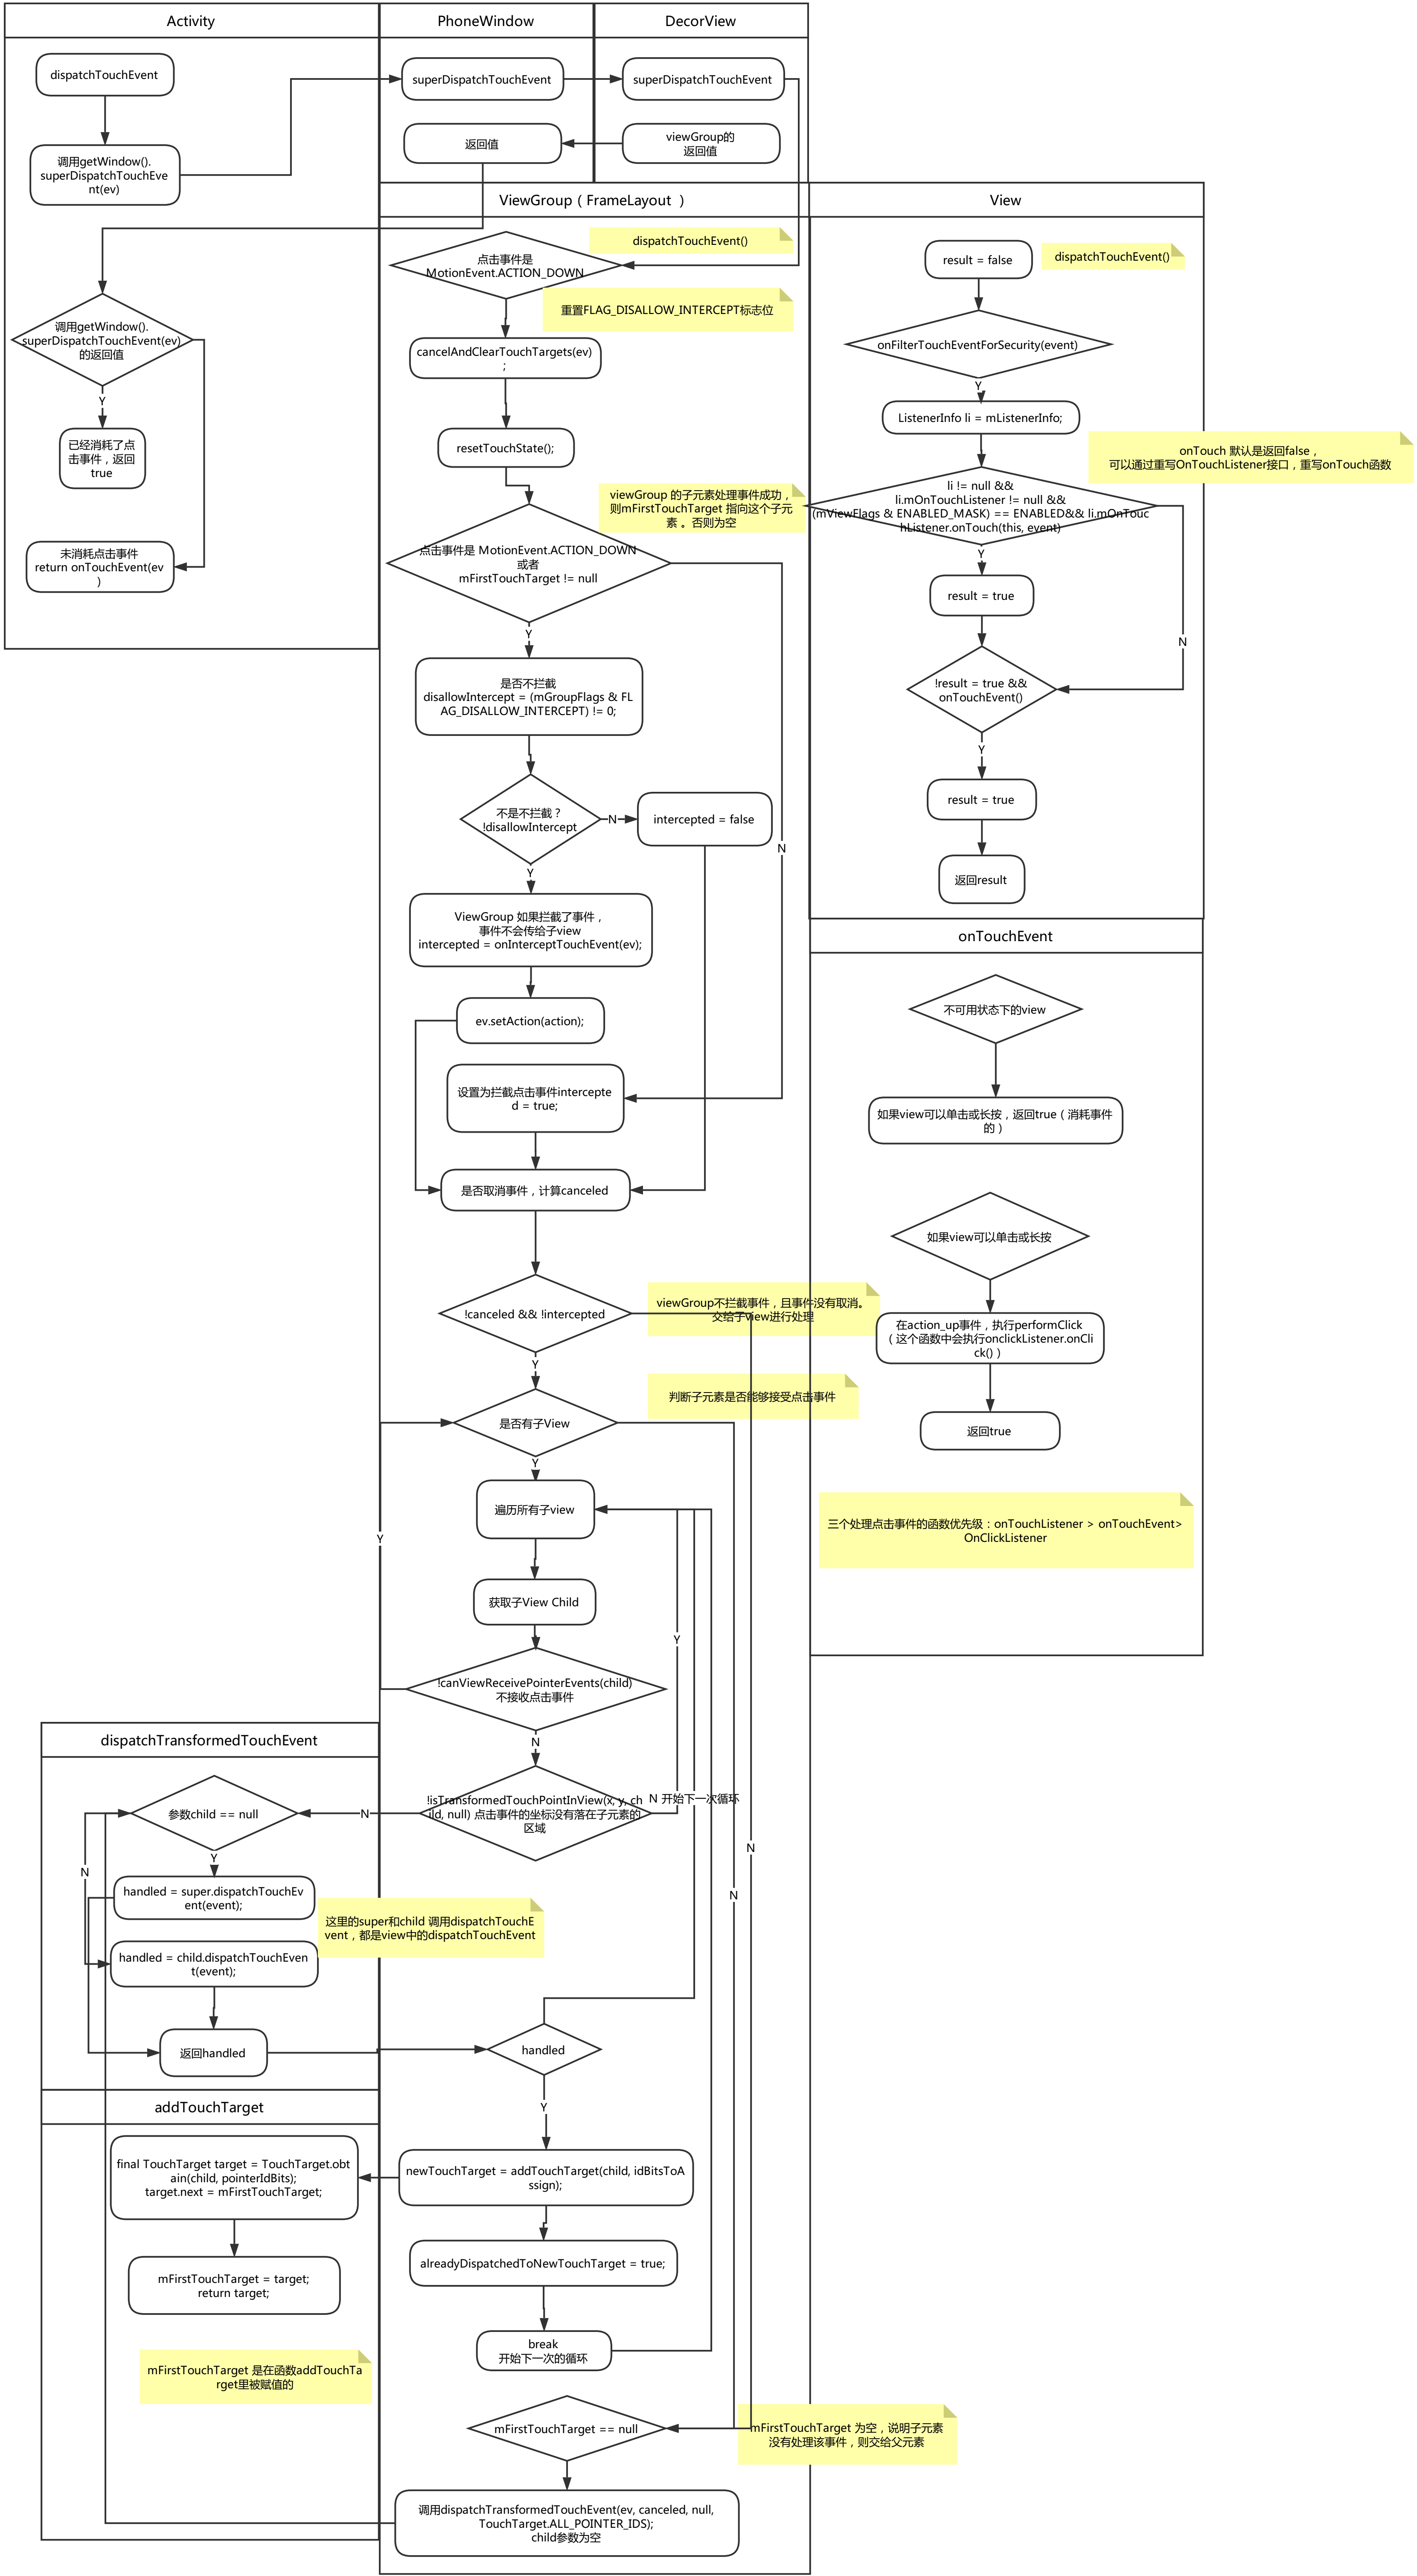 Activity
PhoneWindow
DecorView
dispatchTouchEvent
调用getWindow().
superDispatchTouchEve
nt(ev)
superDispatchTouchEvent
superDispatchTouchEvent
返回值
viewGroup的
返回值
调用getWindow().
superDispatchTouchEvent(ev)
的返回值
Y
已经消耗了点
击事件，返回
true
未消耗点击事件
return onTouchEvent(ev
)
ViewGroup（ FrameLayout ）
dispatchTouchEvent()
点击事件是
MotionEvent.ACTION_DOWN
重置FLAG_DISALLOW_INTERCEPT标志位
cancelAndClearTouchTargets(ev)
;
resetTouchState();
viewGroup 的子元素处理事件成功，
则mFirstTouchTarget 指向这个子元
素 。否则为空
点击事件是 MotionEvent.ACTION_DOWN
或者
mFirstTouchTarget != null
Y
N
是否不拦截
disallowIntercept = (mGroupFlags & FL
AG_DISALLOW_INTERCEPT) != 0;
不是不拦截？
!disallowIntercept
N
intercepted = false
Y
ViewGroup 如果拦截了事件，
事件不会传给子view
intercepted = onInterceptTouchEvent(ev);
ev.setAction(action);
设置为拦截点击事件intercepte
d = true;
是否取消事件，计算canceled
!canceled && !intercepted
viewGroup不拦截事件，且事件没有取消。
交给子view进行处理
Y
是否有子View
判断子元素是否能够接受点击事件
Y
遍历所有子view
Y
获取子View Child
Y
!canViewReceivePointerEvents(child)
不接收点击事件
N
!isTransformedTouchPointInView(x, y, ch
ild, null) 点击事件的坐标没有落在子元素的
区域
N 开始下一次循环
N
N
N
View
result = false
dispatchTouchEvent()
onFilterTouchEventForSecurity(event)
Y
ListenerInfo li = mListenerInfo;
onTouch 默认是返回false，
可以通过重写OnTouchListener接口，重写onTouch函数
li != null &&
li.mOnTouchListener != null &&
(mViewFlags & ENABLED_MASK) == ENABLED&& li.mOnTouc
hListener.onTouch(this, event)
Y
result = true
N
!result = true &&
onTouchEvent()
Y
result = true
返回result
onTouchEvent
不可用状态下的view
如果view可以单击或长按，返回true（消耗事件
的）
如果view可以单击或长按
在action_up事件，执行performClick
（这个函数中会执行onclickListener.onCli
ck()）
返回true
三个处理点击事件的函数优先级：onTouchListener > onTouchEvent>
OnClickListener
dispatchTransformedTouchEvent
参数child == null
Y
N
handled = super.dispatchTouchEv
ent(event);
这里的super和child 调用dispatchTouchE
vent，都是view中的dispatchTouchEvent
handled = child.dispatchTouchEven
t(event);
返回handled
handled
Y
addTouchTarget
final TouchTarget target = TouchTarget.obt
ain(child, pointerIdBits);
target.next = mFirstTouchTarget;
newTouchTarget = addTouchTarget(child, idBitsToA
ssign);
alreadyDispatchedToNewTouchTarget = true;
mFirstTouchTarget = target;
return target;
break
开始下一次的循环
mFirstTouchTarget 是在函数addTouchTa
rget里被赋值的
mFirstTouchTarget == null
mFirstTouchTarget 为空，说明子元素
没有处理该事件，则交给父元素
调用dispatchTransformedTouchEvent(ev, canceled, null,
TouchTarget.ALL_POINTER_IDS);
child参数为空